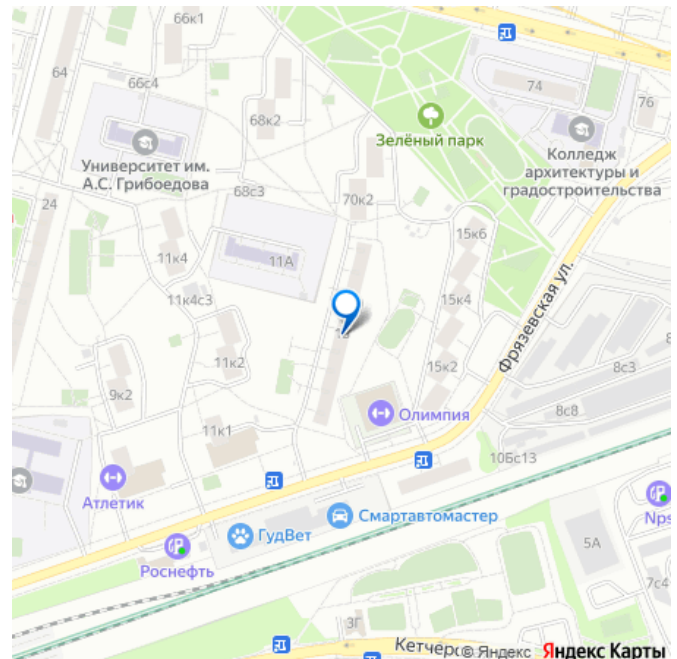 66к1
64
66с4
68к2
74
76
Зелёный парк
Университет им.
А.С. Грибоедова
Колледж
архитектуры и
градостроительства
68с3
70к2
24
15к6
11к4
11А
11к4с3
15к4
Фрязевская ул.
11к2
15к2
8с3
9к2
8с8
Олимпия
11к1
10Бс13
Атлетик
Смартавтомастер
Nps
ГудВет
5А
Роснефть
7с4
3Г
Кетчерс
© Яндекс Яндекс Карты